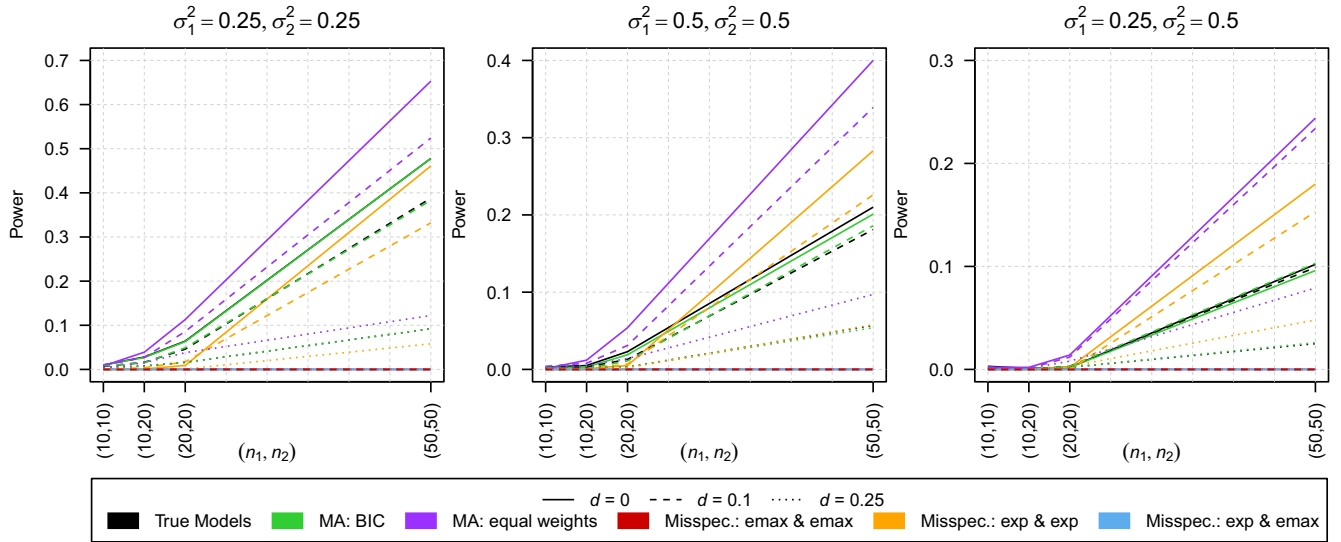 σ₁² = 0.25, σ₂² = 0.25
σ₁² = 0.5, σ₂² = 0.5
σ₁² = 0.25, σ₂² = 0.5
Power
0.7
0.6
0.5
0.4
0.3
0.2
0.1
0.0
(10,10)
(10,20)
(20,20)
(50,50)
(n₁, n₂)
Power
0.4
0.3
0.2
0.1
0.0
(10,10)
(10,20)
(20,20)
(50,50)
(n₁, n₂)
Power
0.3
0.2
0.1
0.0
(10,10)
(10,20)
(20,20)
(50,50)
(n₁, n₂)
d = 0 d = 0.1 d = 0.25
True Models MA: BIC MA: equal weights Misspec.: emax & emax Misspec.: exp & exp Misspec.: exp & emax